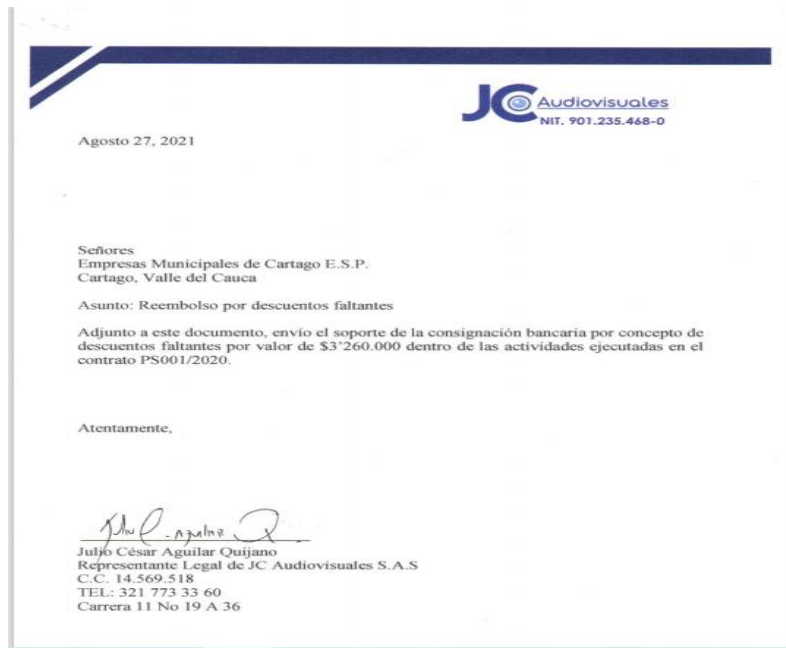 JC Audiovisuales
NIT. 901.235.468-0
Agosto 27, 2021
Señores
Empresas Municipales de Cartago E.S.P.
Cartago, Valle del Cauca
Asunto: Reembolso por descuentos faltantes
Adjunto a este documento, envío el soporte de la consignación bancaria por concepto de
descuentos faltantes por valor de $3’260.000 dentro de las actividades ejecutadas en el
contrato PS001/2020.
Atentamente,
Julio César Aguilar Quijano
Representante Legal de JC Audiovisuales S.A.S
C.C. 14.569.518
TEL: 321 773 33 60
Carrera 11 No 19 A 36